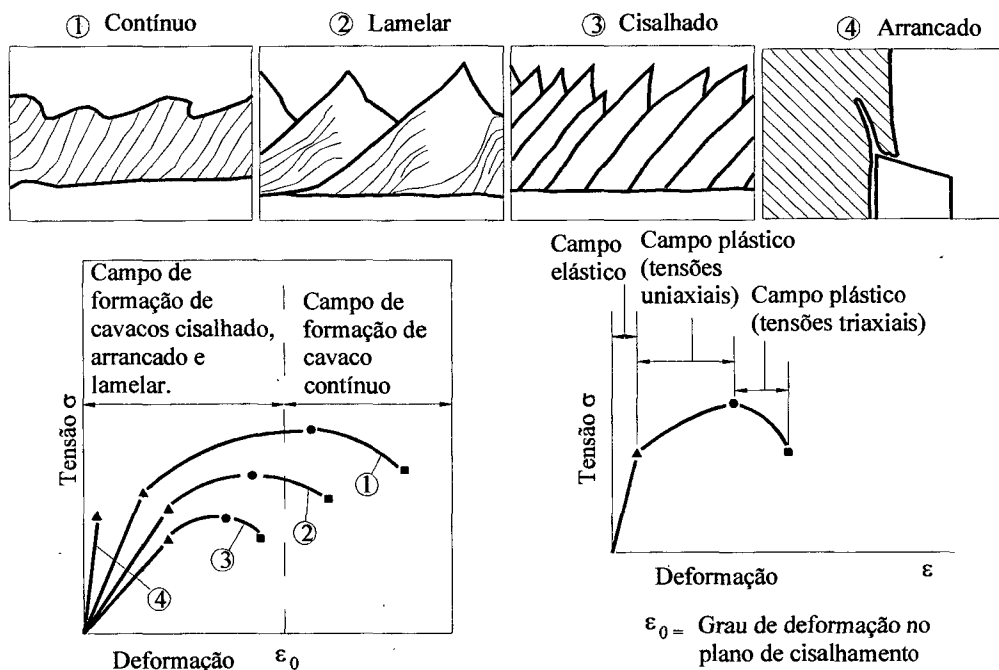 ① Contínuo
② Lamelar
③ Cisalhado
④ Arrancado
Campo de
formação de
cavacos cisalhado,
arrancado e
lamelar.
Campo de
formação de
cavaco
contínuo
Tensão σ
①
②
③
④
Deformação ε₀
Campo
elástico
Campo plástico
(tensões
uniaxiais)
Campo plástico
(tensões triaxiais)
Tensão σ
Deformação ε
ε₀ = Grau de deformação no
plano de cisalhamento